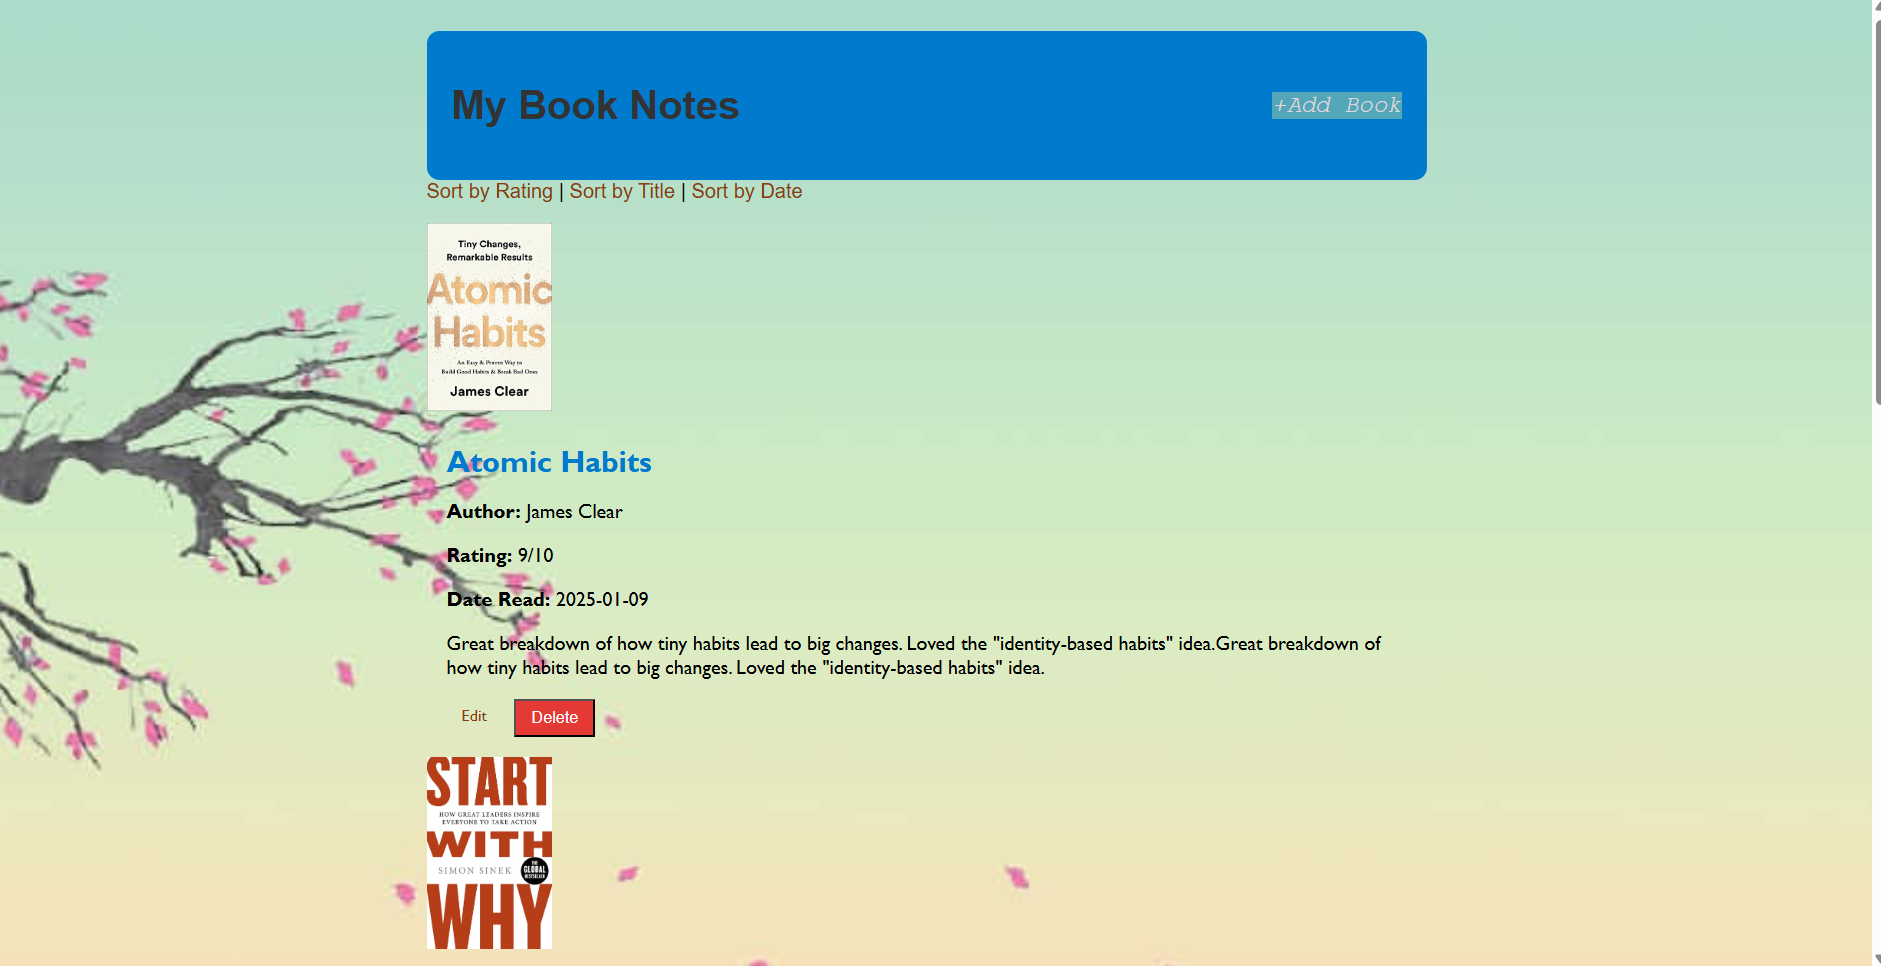 My Book Notes
+Add Book
Sort by Rating | Sort by Title | Sort by Date
Tiny Changes,
Remarkable Results
Atomic
Habits
An Easy & Proven Way to
Build Good Habits & Break Bad Ones
James Clear
Atomic Habits
Author: James Clear
Rating: 9/10
Date Read: 2025-01-09
Great breakdown of how tiny habits lead to big changes. Loved the "identity-based habits" idea.Great breakdown of
how tiny habits lead to big changes. Loved the "identity-based habits" idea.
Edit
Delete
START
HOW GREAT LEADERS INSPIRE
EVERYONE TO TAKE ACTION
WITH
SIMON SINEK
THE
GLOBAL
BESTSELLER
WHY